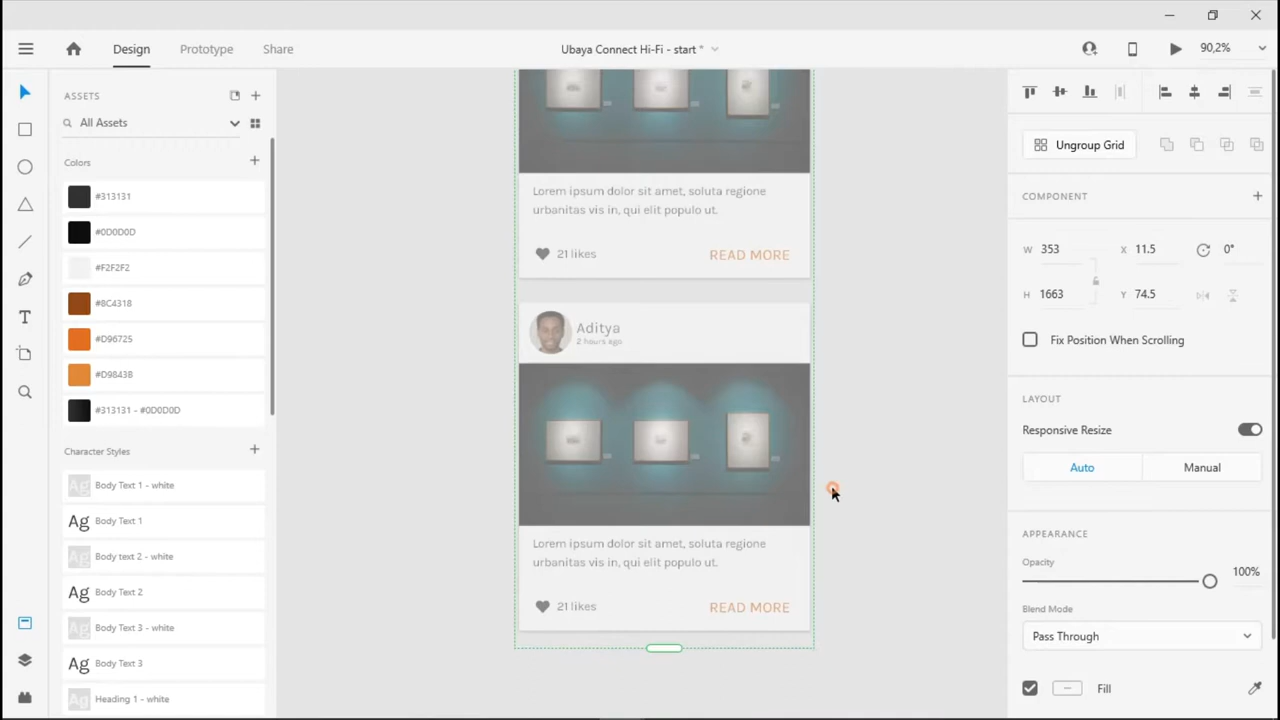 Design
Prototype
Share
Ubaya Connect Hi-Fi - start *
90,2%
ASSETS
All Assets
Colors
#313131
#0D0D0D
#F2F2F2
#8C4318
#D96725
#D9843B
#313131 - #0D0D0D
Character Styles
Ag Body Text 1 - white
Ag Body Text 1
Ag Body text 2 - white
Ag Body Text 2
Ag Body Text 3 - white
Ag Body Text 3
Ag Heading 1 - white
Lorem ipsum dolor sit amet, soluta regione
urbanitas vis in, qui elit populo ut.
21 likes
READ MORE
Aditya
2 hours ago
Lorem ipsum dolor sit amet, soluta regione
urbanitas vis in, qui elit populo ut.
21 likes
READ MORE
Ungroup Grid
COMPONENT
W 353
X 11.5
0°
H 1663
Y 74.5
Fix Position When Scrolling
LAYOUT
Responsive Resize
Auto
Manual
APPEARANCE
Opacity
100%
Blend Mode
Pass Through
Fill